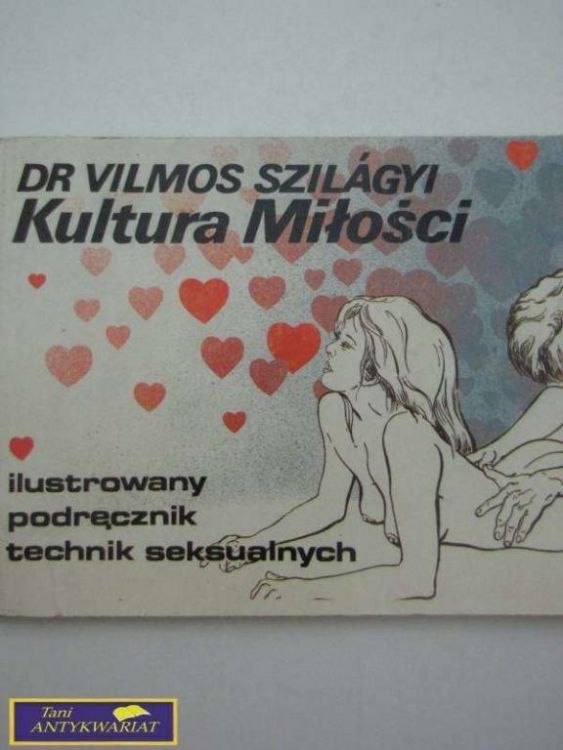 DR VILMOS SZILÁGYI
Kultura Miłości
ilustrowany
podręcznik
technik seksualnych
Tani
ANTYKWARIAT